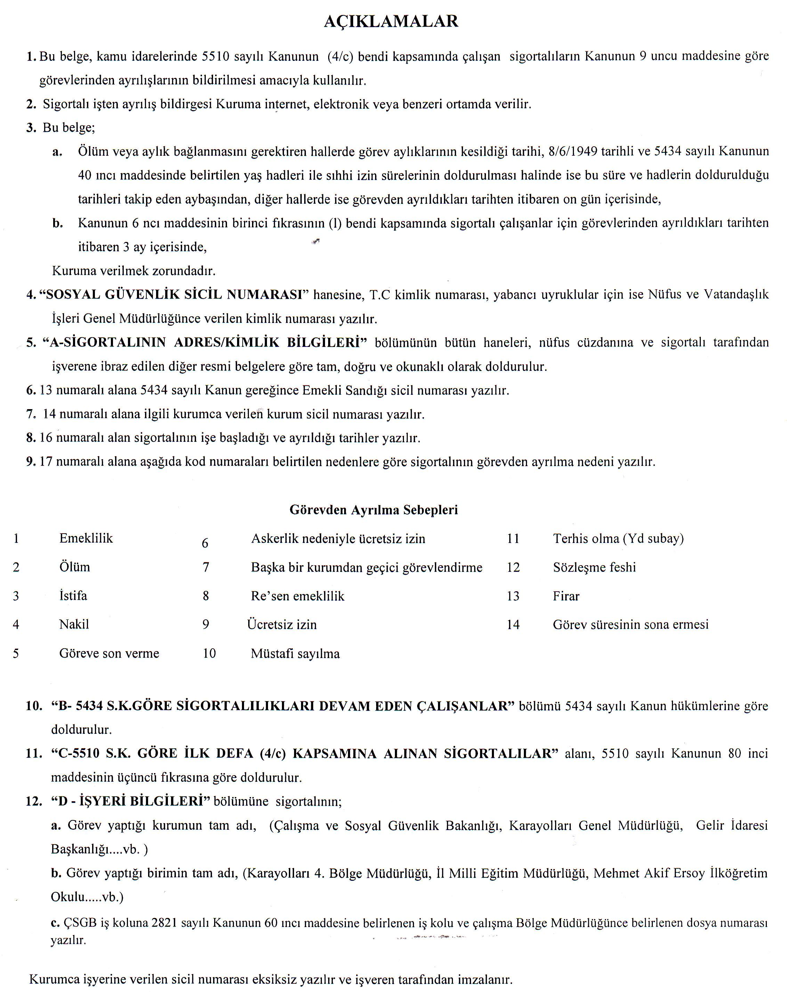 AÇIKLAMALAR
1. Bu belge, kamu idarelerinde 5510 sayılı Kanunun (4/c) bendi kapsamında çalışan sigortalıların Kanunun 9 uncu maddesine göre
görevlerinden ayrılışlarının bildirilmesi amacıyla kullanılır.
2. Sigortalı işten ayrılış bildirgesi Kuruma internet, elektronik veya benzeri ortamda verilir.
3. Bu belge;
a. Ölüm veya aylık bağlanmasını gerektiren hallerde görev aylıklarının kesildiği tarihi, 8/6/1949 tarihli ve 5434 sayılı Kanunun
40 ıncı maddesinde belirtilen yaş hadleri ile sıhhi izin sürelerinin doldurulması halinde ise bu süre ve hadlerin doldurulduğu
tarihleri takip eden aybaşından, diğer hallerde ise görevden ayrıldıkları tarihten itibaren on gün içerisinde,
b. Kanunun 6 ncı maddesinin birinci fıkrasının (l) bendi kapsamında sigortalı çalışanlar için görevlerinden ayrıldıkları tarihten
itibaren 3 ay içerisinde,
Kuruma verilmek zorundadır.
4. “SOSYAL GÜVENLİK SİCİL NUMARASI” hanesine, T.C kimlik numarası, yabancı uyruklular için ise Nüfus ve Vatandaşlık
İşleri Genel Müdürlüğünce verilen kimlik numarası yazılır.
5. “A-SİGORTALININ ADRES/KİMLİK BİLGİLERİ” bölümünün bütün haneleri, nüfus cüzdanına ve sigortalı tarafından
işverene ibraz edilen diğer resmi belgelere göre tam, doğru ve okunaklı olarak doldurulur.
6. 13 numaralı alana 5434 sayılı Kanun gereğince Emekli Sandığı sicil numarası yazılır.
7. 14 numaralı alana ilgili kurumca verilen kurum sicil numarası yazılır.
8. 16 numaralı alan sigortalının işe başladığı ve ayrıldığı tarihler yazılır.
9. 17 numaralı alana aşağıda kod numaraları belirtilen nedenlere göre sigortalının görevden ayrılma nedeni yazılır.
Görevden Ayrılma Sebepleri
1 Emeklilik 6 Askerlik nedeniyle ücretsiz izin 11 Terhis olma (Yd subay)
2 Ölüm 7 Başka bir kurumdan geçici görevlendirme 12 Sözleşme feshi
3 İstifa 8 Re’sen emeklilik 13 Firar
4 Nakil 9 Ücretsiz izin 14 Görev süresinin sona ermesi
5 Göreve son verme 10 Müstafi sayılma
10. “B- 5434 S.K.GÖRE SİGORTALILIKLARI DEVAM EDEN ÇALIŞANLAR” bölümü 5434 sayılı Kanun hükümlerine göre
doldurulur.
11. “C-5510 S.K. GÖRE İLK DEFA (4/c) KAPSAMINA ALINAN SİGORTALILAR” alanı, 5510 sayılı Kanunun 80 inci
maddesinin üçüncü fıkrasına göre doldurulur.
12. “D - İŞYERİ BİLGİLERİ” bölümüne sigortalının;
a. Görev yaptığı kurumun tam adı, (Çalışma ve Sosyal Güvenlik Bakanlığı, Karayolları Genel Müdürlüğü, Gelir İdaresi
Başkanlığı....vb. )
b. Görev yaptığı birimin tam adı, (Karayolları 4. Bölge Müdürlüğü, İl Milli Eğitim Müdürlüğü, Mehmet Akif Ersoy İlköğretim
Okulu.....vb.)
c. ÇSGB iş koluna 2821 sayılı Kanunun 60 ıncı maddesine belirlenen iş kolu ve çalışma Bölge Müdürlüğünce belirlenen dosya numarası
yazılır.
Kurumca işyerine verilen sicil numarası eksiksiz yazılır ve işveren tarafından imzalanır.